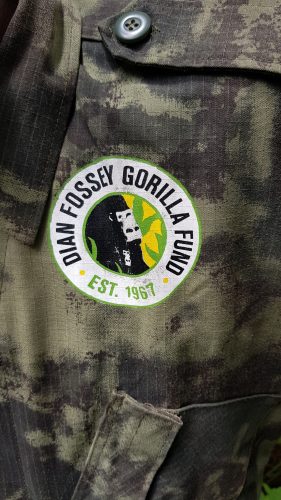 DIAN FOSSEY GORILLA FUND
EST. 1967